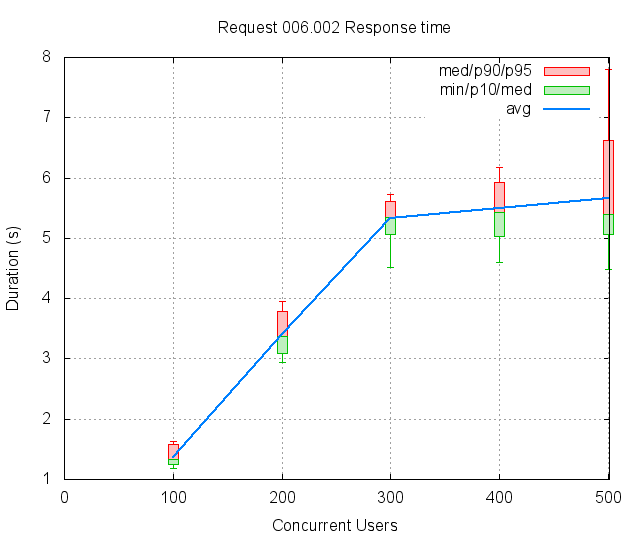 Request 006.002 Response time
med/p90/p95
min/p10/med
avg
8
7
6
5
4
3
2
1
Duration (s)
0 100 200 300 400 500
Concurrent Users